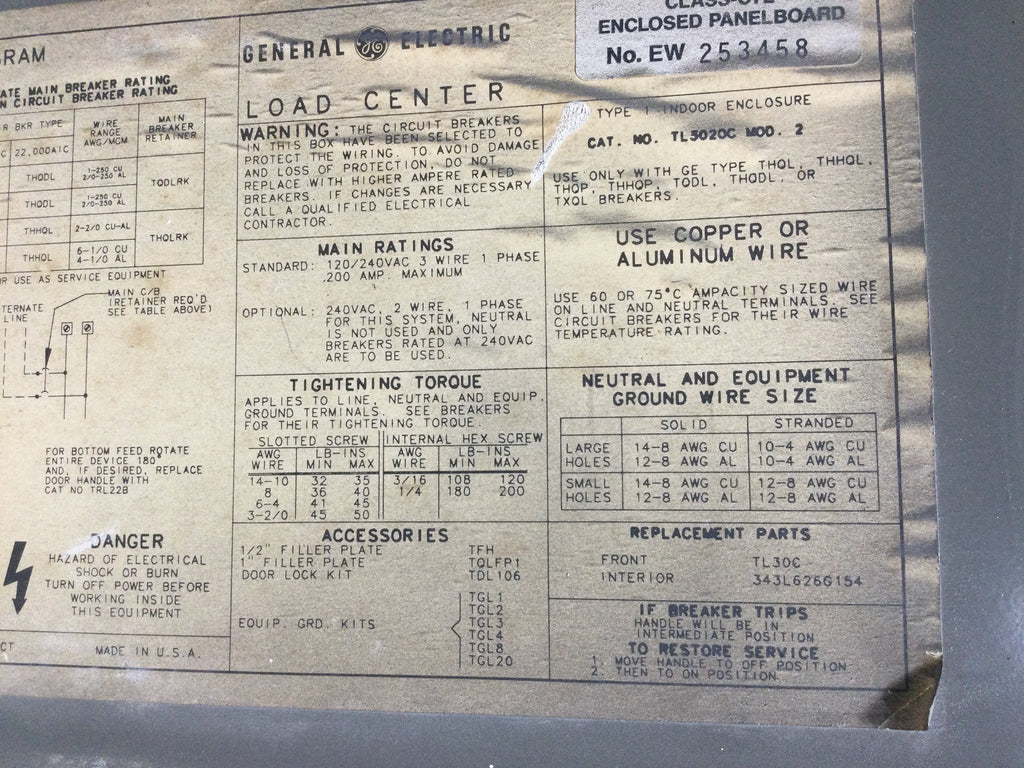 RAM
ATE MAIN BREAKER RATING
N CIRCUIT BREAKER RATING
R BKR TYPE WIRE RANGE AWG/MCM MAIN BREAKER RETAINER
C 22,000AIC
THQDL 1-250 CU 2/0-250 AL TQDLRK
THQDL 1-250 CU 2/0-250 AL
THHQL 2-2/0 CU-AL THQLRK
THHQL 6-1/0 CU 4-1/0 AL
OR USE AS SERVICE EQUIPMENT
MAIN C/B
(RETAINER REQ'D
SEE TABLE ABOVE)
TERNATE
LINE
FOR BOTTOM FEED ROTATE
ENTIRE DEVICE 180°
AND, IF DESIRED, REPLACE
DOOR HANDLE WITH
CAT NO TRL22B
DANGER
HAZARD OF ELECTRICAL
SHOCK OR BURN
TURN OFF POWER BEFORE
WORKING INSIDE
THIS EQUIPMENT
CT MADE IN U.S.A.
GENERAL GE ELECTRIC
LOAD CENTER
WARNING: THE CIRCUIT BREAKERS
IN THIS BOX HAVE BEEN SELECTED TO
PROTECT THE WIRING. TO AVOID DAMAGE
AND LOSS OF PROTECTION, DO NOT
REPLACE WITH HIGHER AMPERE RATED
BREAKERS. IF CHANGES ARE NECESSARY
CALL A QUALIFIED ELECTRICAL
CONTRACTOR.
MAIN RATINGS
STANDARD: 120/240VAC 3 WIRE 1 PHASE
200 AMP. MAXIMUM
OPTIONAL: 240VAC, 2 WIRE, 1 PHASE
FOR THIS SYSTEM, NEUTRAL
IS NOT USED AND ONLY
BREAKERS RATED AT 240VAC
ARE TO BE USED.
TIGHTENING TORQUE
APPLIES TO LINE, NEUTRAL AND EQUIP.
GROUND TERMINALS. SEE BREAKERS
FOR THEIR TIGHTENING TORQUE.
SLOTTED SCREW INTERNAL HEX SCREW
AWG LB-INS AWG LB-INS
WIRE MIN MAX WIRE MIN MAX
14-10 32 35 3/16 108 120
8 36 40 1/4 180 200
6-4 41 45
3-2/0 45 50
ACCESSORIES
1/2" FILLER PLATE TFH
1" FILLER PLATE TQLFP1
DOOR LOCK KIT TDL106
EQUIP. GRD. KITS
TGL1
TGL2
TGL3
TGL4
TGL8
TGL20
ENCLOSED PANELBOARD
No. EW 253458
TYPE 1 INDOOR ENCLOSURE
CAT. NO. TL3020C MOD. 2
USE ONLY WITH GE TYPE THQL, THHQL,
THQP, THHQP, TQDL, THQDL, OR
TXQL BREAKERS.
USE COPPER OR
ALUMINUM WIRE
USE 60 OR 75°C AMPACITY SIZED WIRE
ON LINE AND NEUTRAL TERMINALS. SEE
CIRCUIT BREAKERS FOR THEIR WIRE
TEMPERATURE RATING.
NEUTRAL AND EQUIPMENT
GROUND WIRE SIZE
SOLID STRANDED
LARGE 14-8 AWG CU 10-4 AWG CU
HOLES 12-8 AWG AL 10-4 AWG AL
SMALL 14-8 AWG CU 12-8 AWG CU
HOLES 12-8 AWG AL 12-8 AWG AL
REPLACEMENT PARTS
FRONT TL30C
INTERIOR 343L626G154
IF BREAKER TRIPS
HANDLE WILL BE IN
INTERMEDIATE POSITION
TO RESTORE SERVICE
1. MOVE HANDLE TO OFF POSITION
2. THEN TO ON POSITION